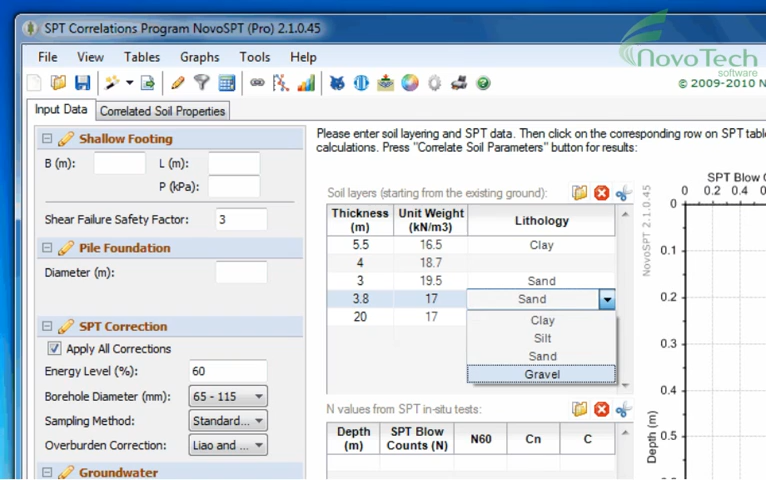 SPT Correlations Program NovoSPT (Pro) 2.1.0.45
File View Tables Graphs Tools Help
NovoTech
software
© 2009-2010 N
Input Data Correlated Soil Properties
Shallow Footing
B (m): L (m):
P (kPa):
Shear Failure Safety Factor: 3
Pile Foundation
Diameter (m):
SPT Correction
Apply All Corrections
Energy Level (%): 60
Borehole Diameter (mm): 65 - 115
Sampling Method: Standard...
Overburden Correction: Liao and ...
Groundwater
Please enter soil layering and SPT data. Then click on the corresponding row on SPT table
calculations. Press "Correlate Soil Parameters" button for results:
Soil layers (starting from the existing ground):
Thickness (m) Unit Weight (kN/m3) Lithology
5.5 16.5 Clay
4 18.7
3 19.5 Sand
3.8 17 Sand
20 17
Clay
Silt
Sand
Gravel
N values from SPT in-situ tests:
Depth (m) SPT Blow Counts (N) N60 Cn C
SPT Blow
0 0.2 0.4
NovoSPT 2.1.0.45
0
0.1
0.2
0.3
0.4
0.5
Depth (m)